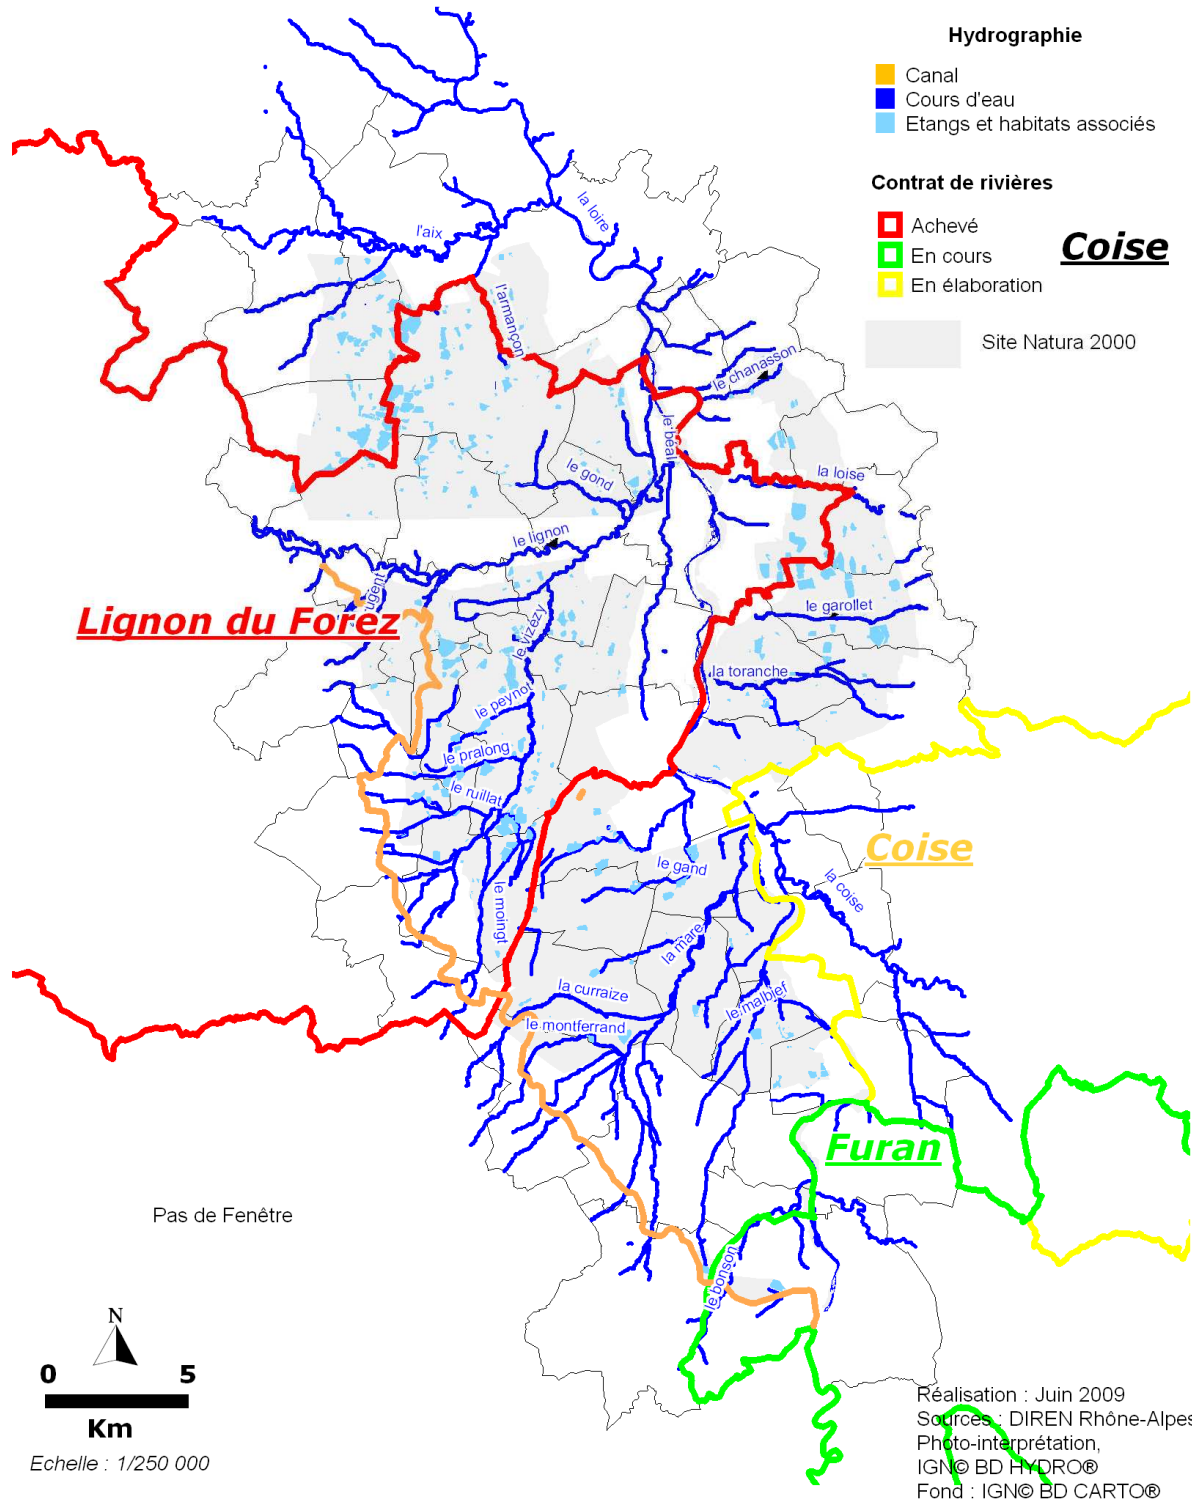 Hydrographie
Canal
Cours d'eau
Etangs et habitats associés
Contrat de rivières
Achevé
En cours
En élaboration
Coise
Site Natura 2000
la loire
l'aix
l'armançon
le chanasson
le béal
la loise
le gond
le lignon
ugent
Lignon du Forez
le vizezy
le garollet
la toranche
le peynot
le pralong
le ruillat
Coise
le gand
la coise
le moingt
la mare
la curraize
le malbief
le montferrand
Furan
Pas de Fenêtre
le bonson
N
0 5
Km
Echelle : 1/250 000
Réalisation : Juin 2009
Sources : DIREN Rhône-Alpes
Photo-interprétation,
IGN© BD HYDRO®
Fond : IGN© BD CARTO®